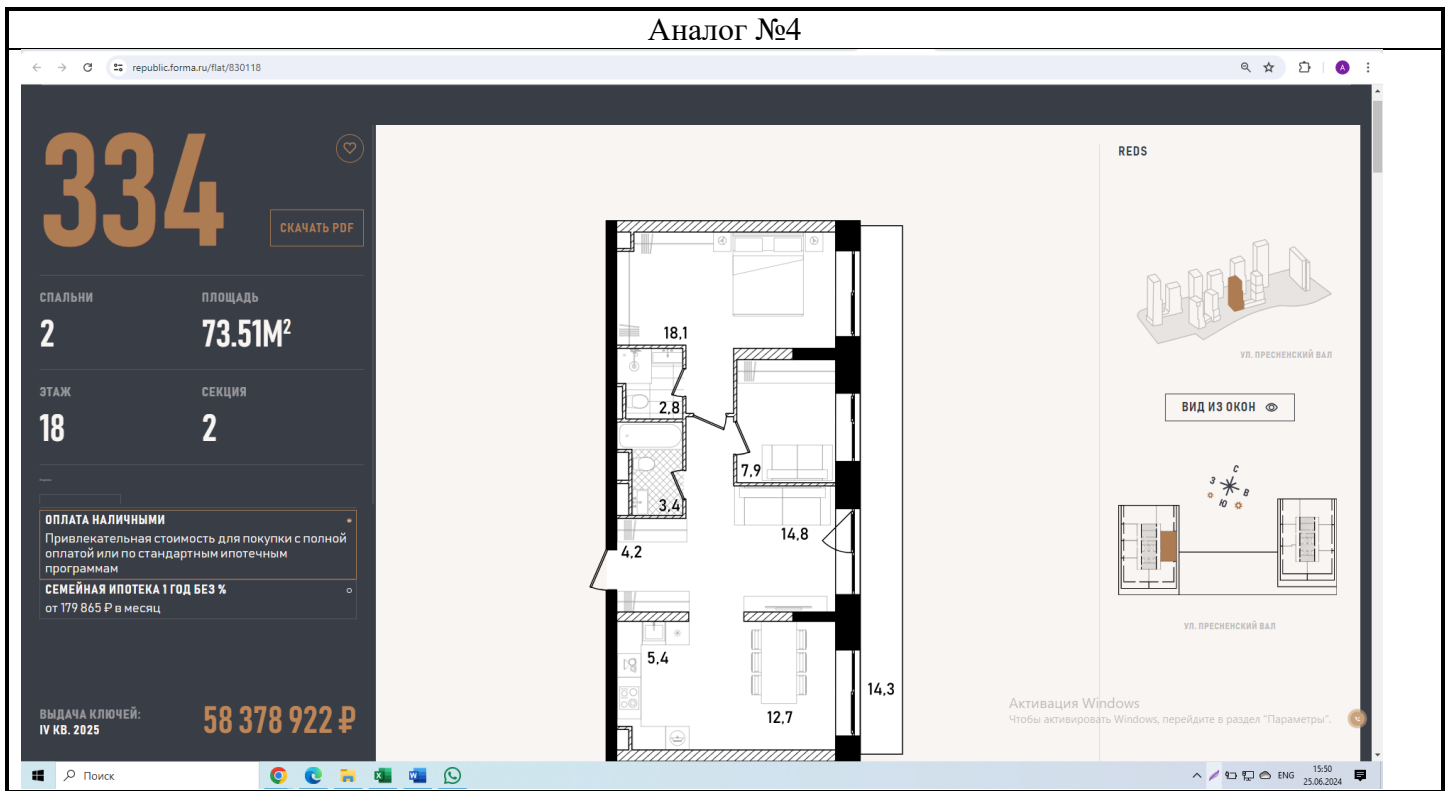 Аналог №4
republic.forma.ru/flat/830118
A
334
СКАЧАТЬ PDF
СПАЛЬНИ
ПЛОЩАДЬ
2
73.51М²
ЭТАЖ
СЕКЦИЯ
18
2
ОПЛАТА НАЛИЧНЫМИ
Привлекательная стоимость для покупки с полной
оплатой или по стандартным ипотечным
программам
СЕМЕЙНАЯ ИПОТЕКА 1 ГОД БЕЗ %
от 179 865 ₽ в месяц
ВЫДАЧА КЛЮЧЕЙ:
IV КВ. 2025
58 378 922 ₽
18,1
2,8
7,9
3,4
14,8
4,2
5,4
14,3
12,7
REDS
УЛ. ПРЕСНЕНСКИЙ ВАЛ
ВИД ИЗ ОКОН
С
З
В
Ю
УЛ. ПРЕСНЕНСКИЙ ВАЛ
Активация Windows
Чтобы активировать Windows, перейдите в раздел "Параметры".
Поиск
ENG
15:50
25.06.2024